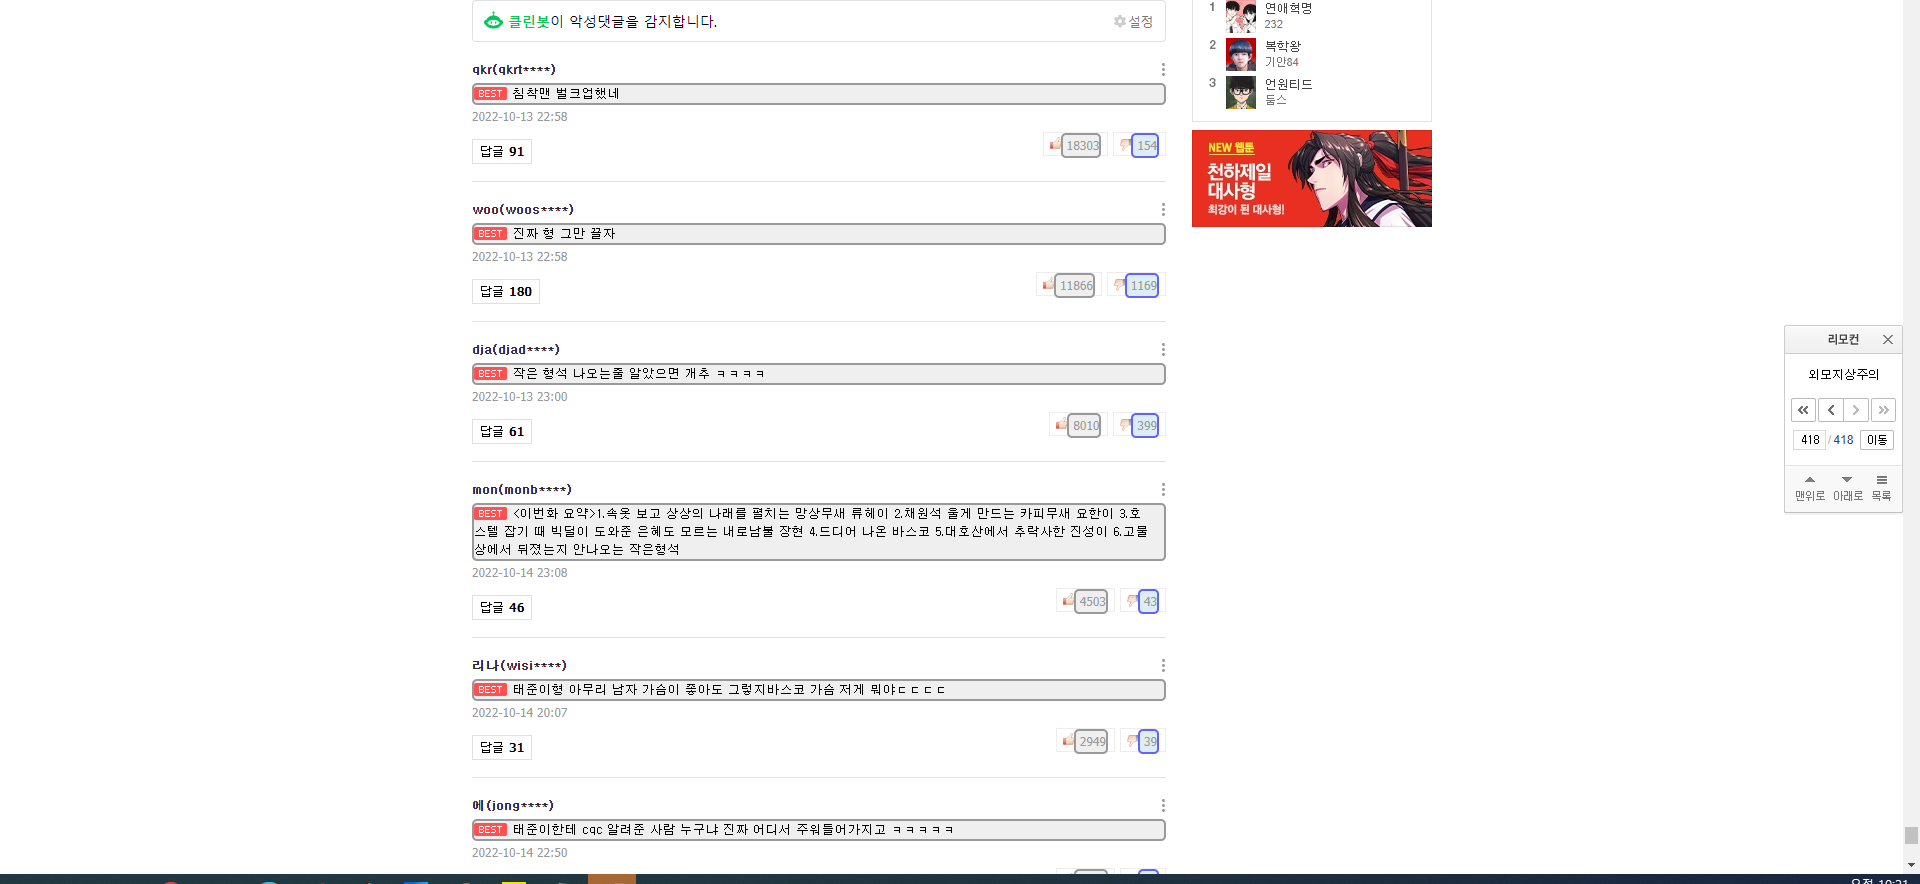 클린봇이 악성댓글을 감지합니다.
설정
qkr(qkrt****)
BEST 침착맨 벌크업했네
2022-10-13 22:58
답글 91
18303
154
woo(woos****)
BEST 진짜 형 그만 끌자
2022-10-13 22:58
답글 180
11866
1169
dja(djad****)
BEST 작은 형석 나오는줄 알았으면 개추 ㅋㅋㅋㅋ
2022-10-13 23:00
답글 61
8010
399
mon(monb****)
BEST <이번화 요약>1.속옷 보고 상상의 나래를 펼치는 망상무새 류헤이 2.채원석 울게 만드는 카피무새 요한이 3.호
스텔 잡기 때 빅딜이 도와준 은혜도 모르는 내로남불 장현 4.드디어 나온 바스코 5.대호산에서 추락사한 진성이 6.고물
상에서 뒤졌는지 안나오는 작은형석
2022-10-14 23:08
답글 46
4503
43
리나(wisi****)
BEST 태준이형 아무리 남자 가슴이 좋아도 그렇지바스코 가슴 저게 뭐야ㄷㄷㄷㄷ
2022-10-14 20:07
답글 31
2949
39
에(jong****)
BEST 태준이한테 cqc 알려준 사람 누구냐 진짜 어디서 주워들어가지고 ㅋㅋㅋㅋㅋ
2022-10-14 22:50
1 연애혁명
232
2 복학왕
기안84
3 언원티드
둠스
NEW 웹툰
천하제일
대사형
최강이 된 대사형!
리모컨
외모지상주의
418 / 418 이동
맨위로 아래로 목록